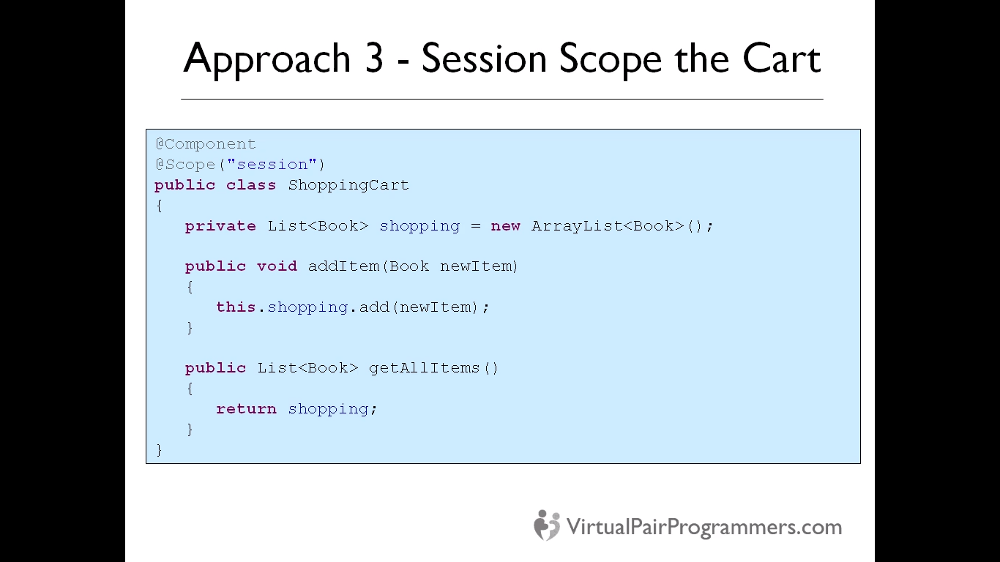 Approach 3 - Session Scope the Cart
@Component
@Scope("session")
public class ShoppingCart
{
   private List<Book> shopping = new ArrayList<Book>();

   public void addItem(Book newItem)
   {
      this.shopping.add(newItem);
   }

   public List<Book> getAllItems()
   {
      return shopping;
   }
}
VirtualPairProgrammers.com